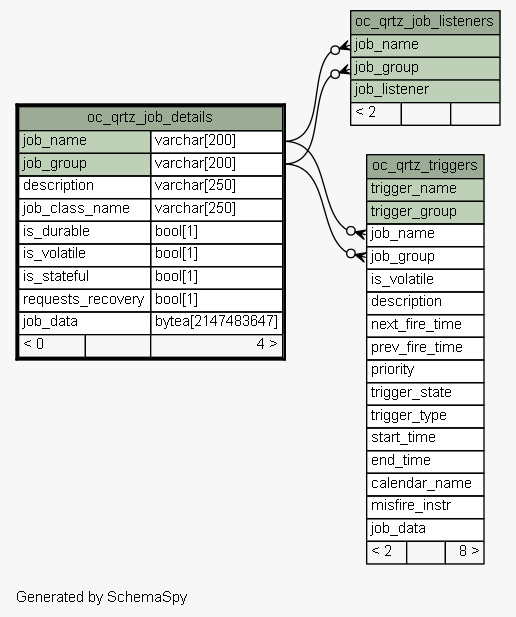 oc_qrtz_job_listeners
job_name
job_group
job_listener
< 2
oc_qrtz_job_details
job_name varchar[200]
job_group varchar[200]
description varchar[250]
job_class_name varchar[250]
is_durable bool[1]
is_volatile bool[1]
is_stateful bool[1]
requests_recovery bool[1]
job_data bytea[2147483647]
< 0 4 >
oc_qrtz_triggers
trigger_name
trigger_group
job_name
job_group
is_volatile
description
next_fire_time
prev_fire_time
priority
trigger_state
trigger_type
start_time
end_time
calendar_name
misfire_instr
job_data
< 2 8 >
Generated by SchemaSpy